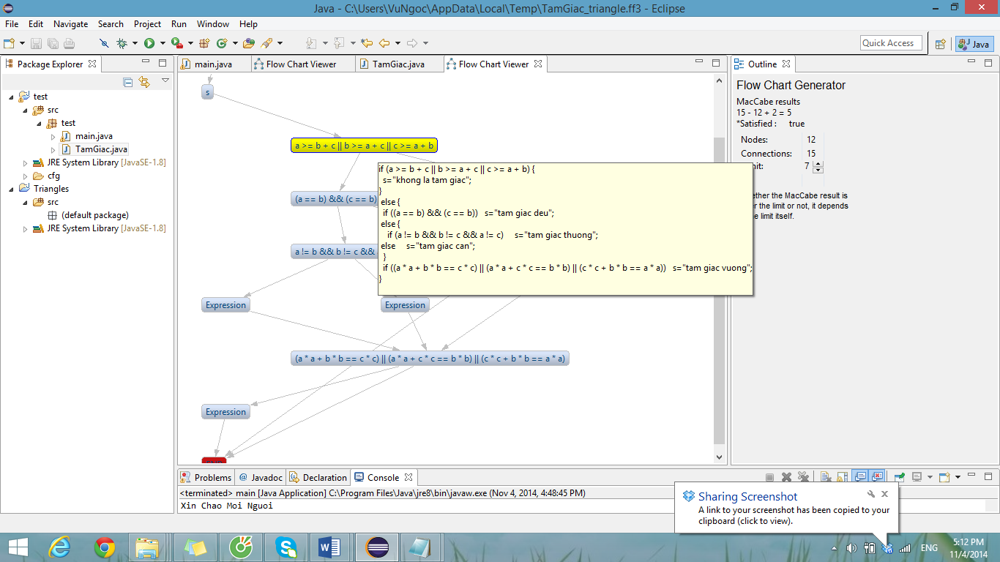 Java - C:\Users\VuNgoc\AppData\Local\Temp\TamGiac_triangle.ff3 - Eclipse
File Edit Navigate Search Project Run Window Help
Quick Access
Java
Package Explorer
test
src
test
main.java
TamGiac.java
JRE System Library [JavaSE-1.8]
cfg
Triangles
src
(default package)
JRE System Library [JavaSE-1.8]
main.java Flow Chart Viewer TamGiac.java Flow Chart Viewer
s
a >= b + c || b >= a + c || c >= a + b
(a == b) && (c == b)
a != b && b != c &&
if (a >= b + c || b >= a + c || c >= a + b) {
s="khong la tam giac";
}
else {
if ((a == b) && (c == b)) s="tam giac deu";
else {
if (a != b && b != c && a != c) s="tam giac thuong";
else s="tam giac can";
}
if ((a * a + b * b == c * c) || (a * a + c * c == b * b) || (c * c + b * b == a * a)) s="tam giac vuong";
}
Expression
Expression
(a * a + b * b == c * c) || (a * a + c * c == b * b) || (c * c + b * b == a * a)
Expression
Outline
Flow Chart Generator
MacCabe results
15 - 12 + 2 = 5
*Satisfied : true
Nodes: 12
Connections: 15
7
the MacCabe result is
the limit or not, it depends
limit itself.
Problems @ Javadoc Declaration Console
<terminated> main [Java Application] C:\Program Files\Java\jre8\bin\javaw.exe (Nov 4, 2014, 4:48:45 PM)
Xin Chao Moi Nguoi
Sharing Screenshot
A link to your screenshot has been copied to your
clipboard (click to view).
ENG
5:12 PM
11/4/2014